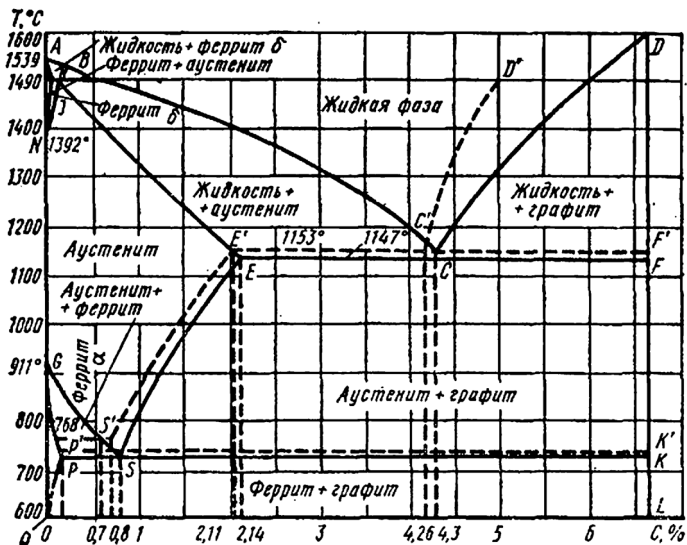 T,°C
1600
A
Жидкость + феррит δ
D
1539
B
Феррит + аустенит
D"
1490
J
Феррит δ
Жидкая фаза
1400
N 1392°
1300
Жидкость +
+ аустенит
Жидкость +
+ графит
1200
C'
Аустенит
E'
1153°
1147°
F'
1100
E
C
F
Аустенит +
+ феррит
1000
G
911°
Феррит α
Аустенит + графит
800
768
S'
P'
K'
700
P
S
K
Феррит + графит
600
L
Q
0
0,7
0,8
1
2,11
2,14
3
4,26
4,3
5
6
C,%